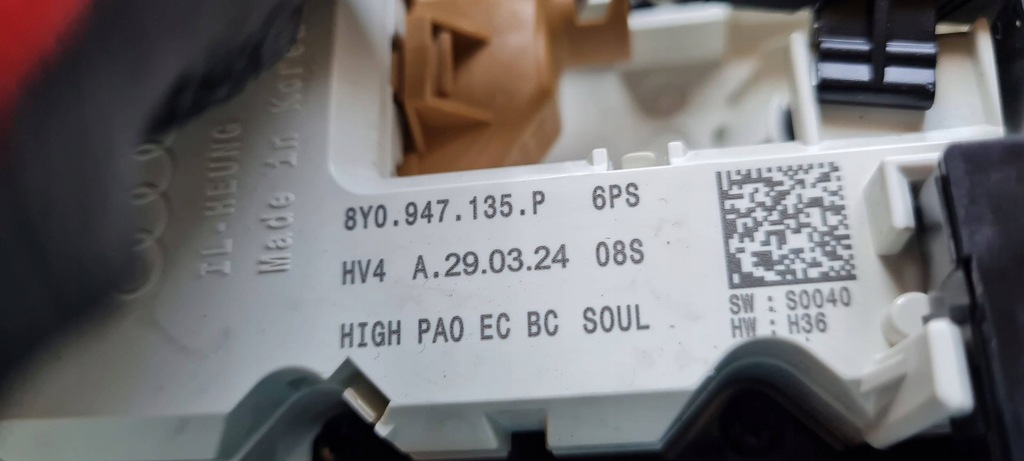 IL-HEUNG
Made in Korea
8Y0.947.135.P 6PS
HV4 A.29.03.24 08S
HIGH PAO EC BC SOUL
SW : S0040
HW : H36